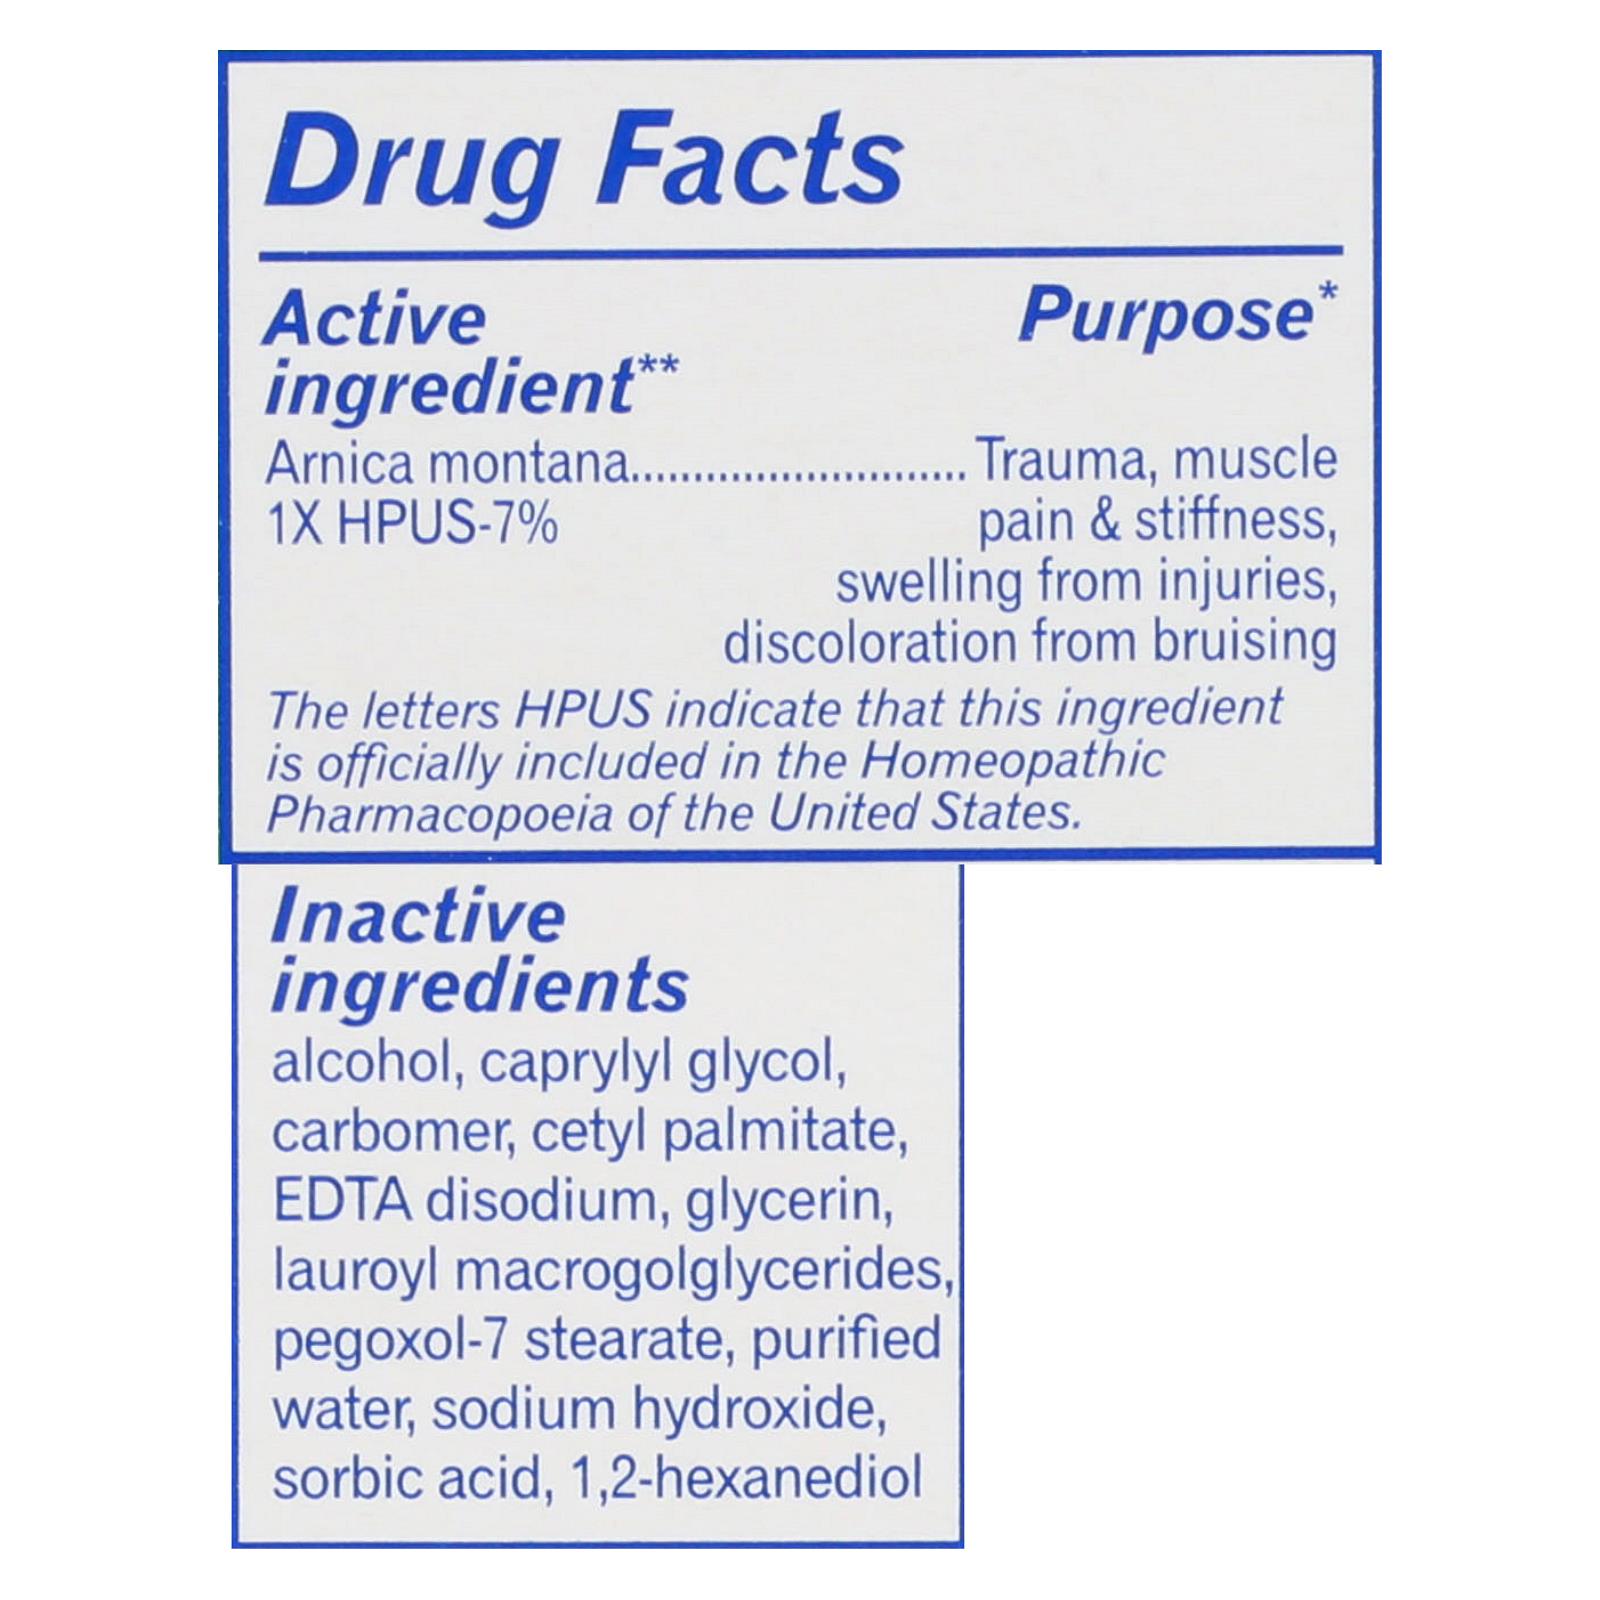 Drug Facts
Active Purpose*
ingredient**
Arnica montana........................... Trauma, muscle
1X HPUS-7% pain & stiffness,
swelling from injuries,
discoloration from bruising
The letters HPUS indicate that this ingredient
is officially included in the Homeopathic
Pharmacopoeia of the United States.
Inactive
ingredients
alcohol, caprylyl glycol,
carbomer, cetyl palmitate,
EDTA disodium, glycerin,
lauroyl macrogolglycerides,
pegoxol-7 stearate, purified
water, sodium hydroxide,
sorbic acid, 1,2-hexanediol